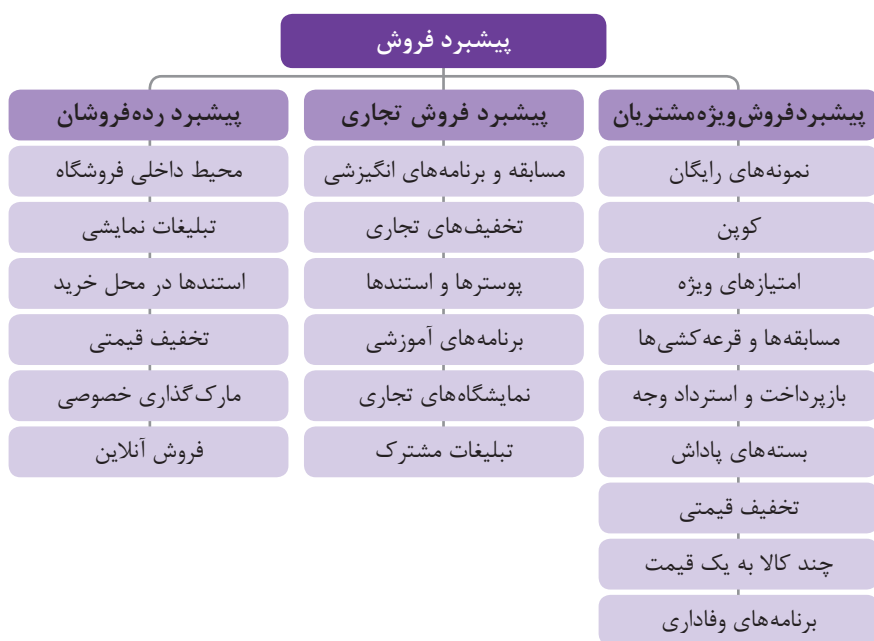 پیشبرد فروش
پیشبردفروش‌ویژه‌مشتریان
نمونه‌های رایگان
کوپن
امتیازهای ویژه
مسابقه‌ها و قرعه‌کشی‌ها
بازپرداخت و استرداد وجه
بسته‌های پاداش
تخفیف قیمتی
چند کالا به یک قیمت
برنامه‌های وفاداری
پیشبرد فروش تجاری
مسابقه و برنامه‌های انگیزشی
تخفیف‌های تجاری
پوسترها و استندها
برنامه‌های آموزشی
نمایشگاه‌های تجاری
تبلیغات مشترک
پیشبرد رده‌فروشان
محیط داخلی فروشگاه
تبلیغات نمایشی
استندها در محل خرید
تخفیف قیمتی
مارک‌گذاری خصوصی
فروش آنلاین